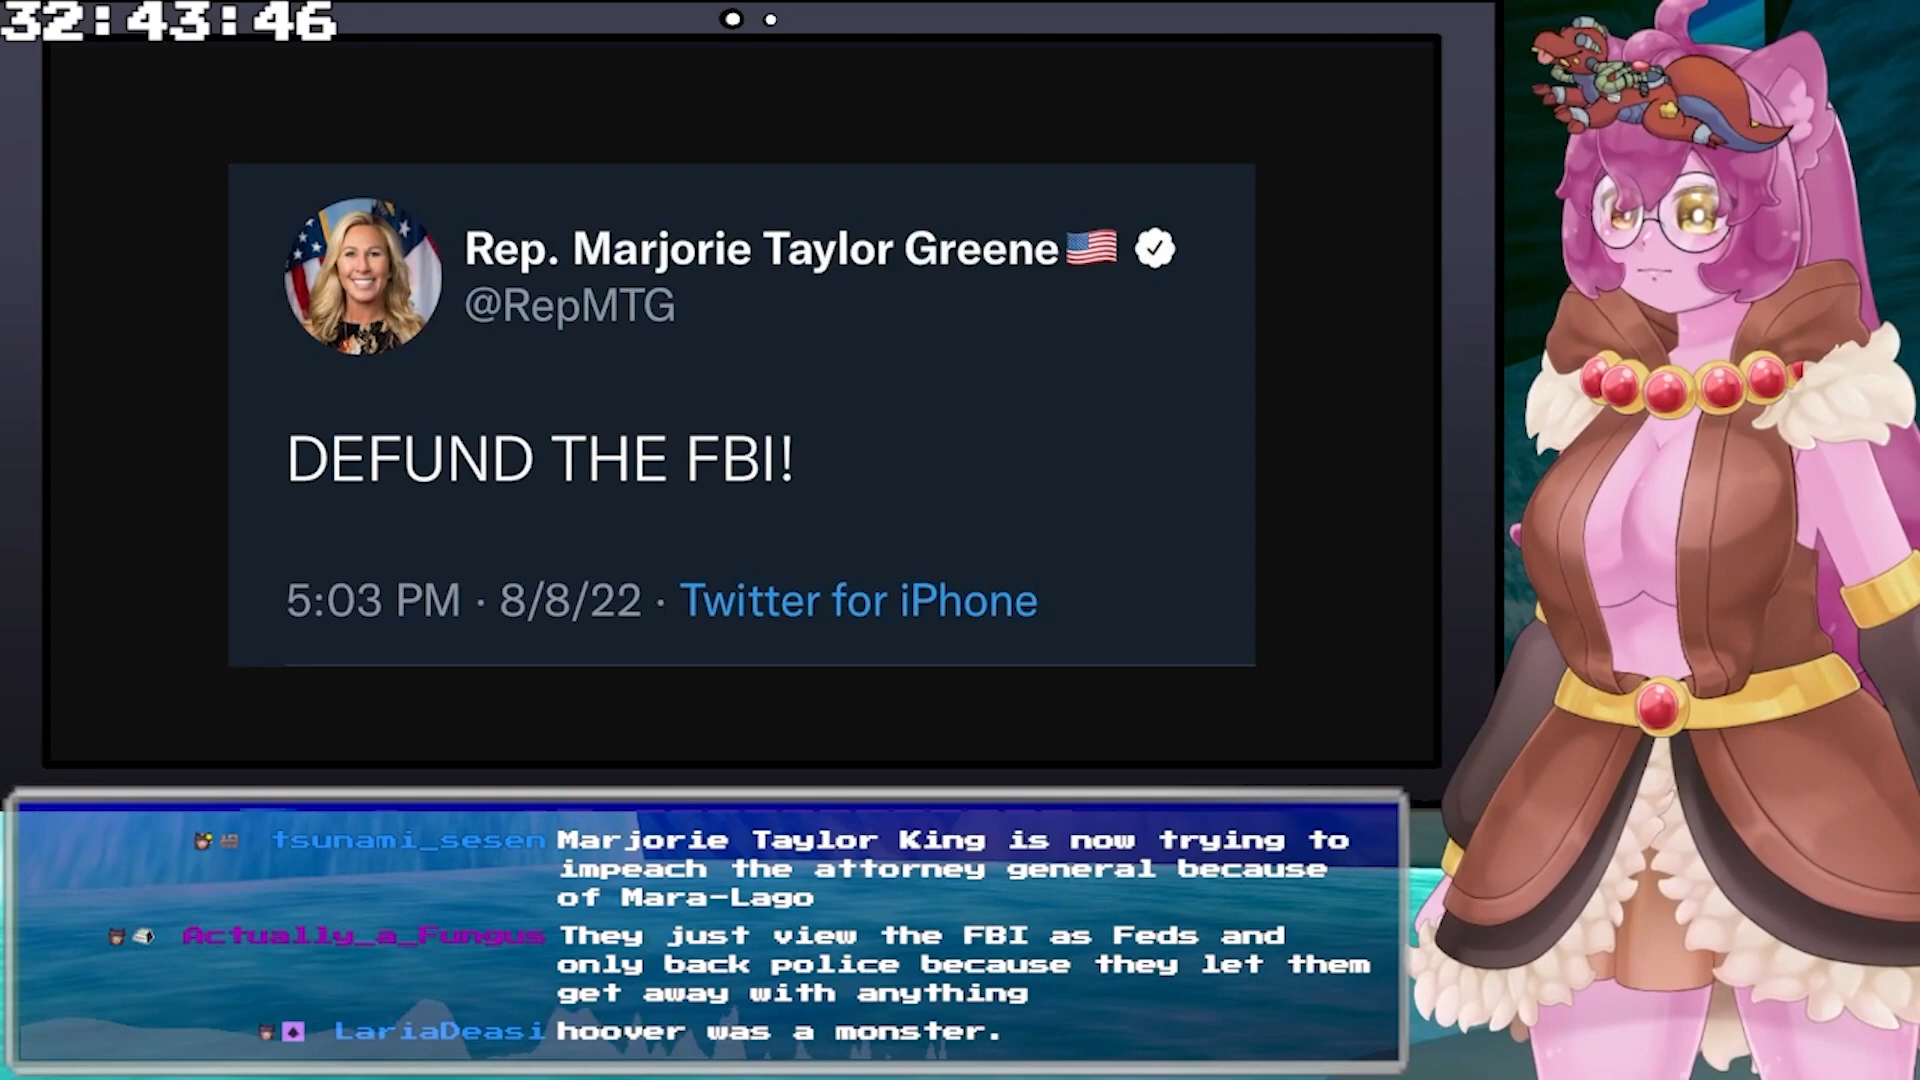 32:43:46
Rep. Marjorie Taylor Greene🇺🇸
@RepMTG
DEFUND THE FBI!
5:03 PM · 8/8/22 · Twitter for iPhone
tsunami_sesen Marjorie Taylor King is now trying to
impeach the attorney general because
of Mara-Lago
Actually_a_Fungus They just view the FBI as Feds and
only back police because they let them
get away with anything
LariaDeasi hoover was a monster.